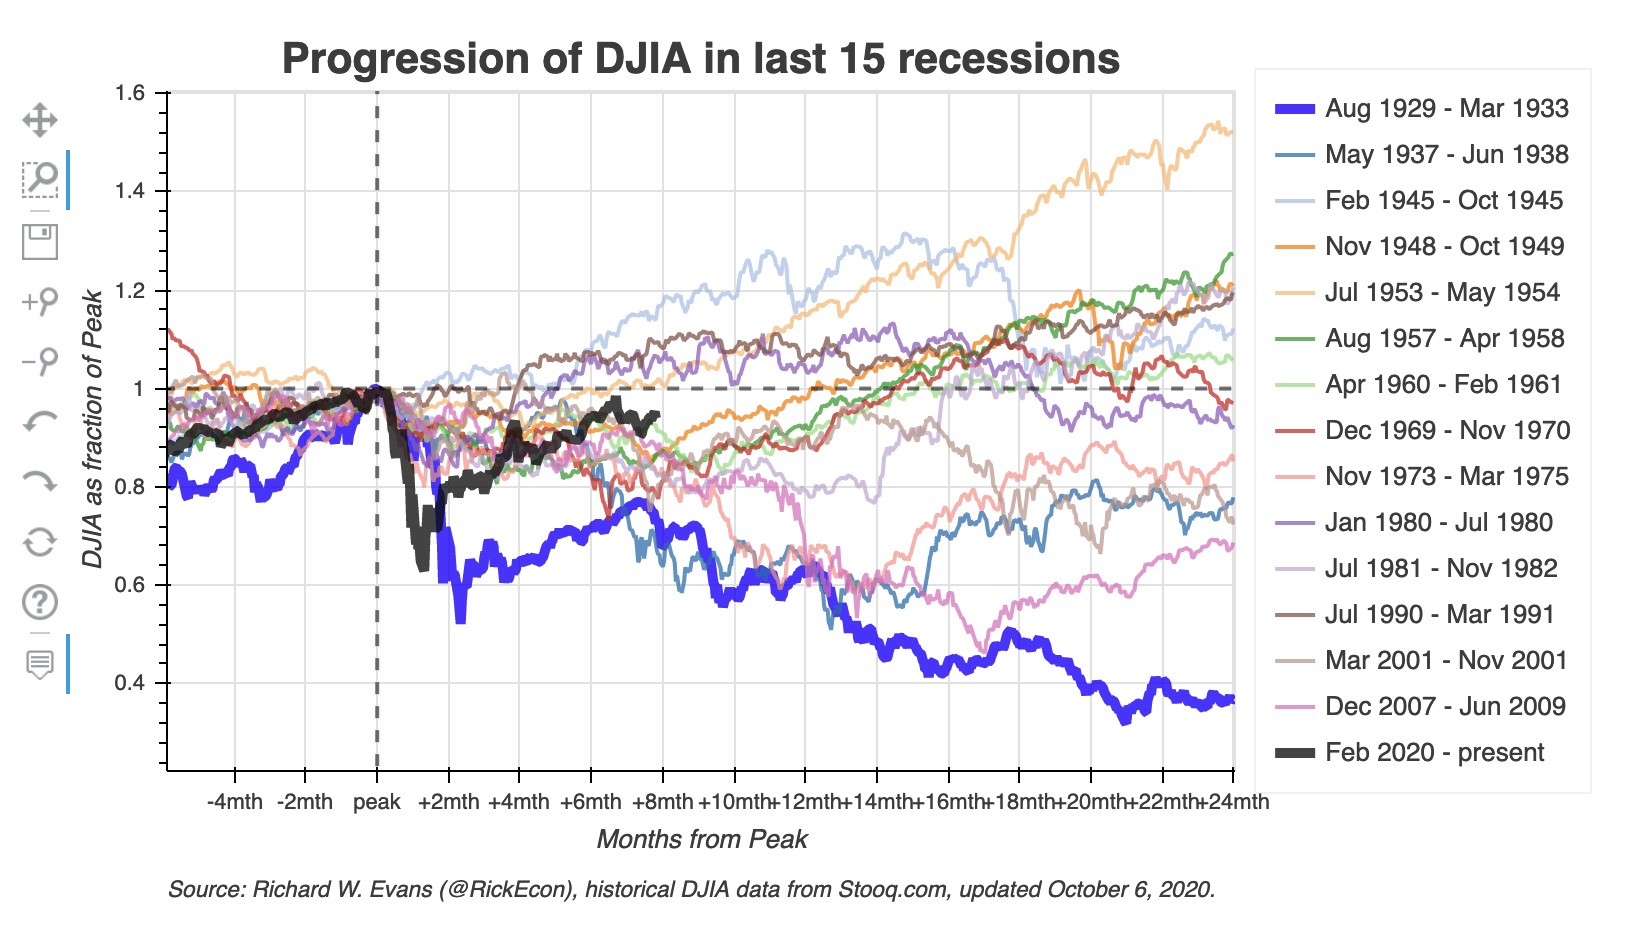 Progression of DJIA in last 15 recessions
DJIA as fraction of Peak
1.6
1.4
1.2
1
0.8
0.6
0.4
-4mth -2mth peak +2mth +4mth +6mth +8mth +10mth +12mth +14mth +16mth +18mth +20mth +22mth +24mth
Months from Peak
Aug 1929 - Mar 1933
May 1937 - Jun 1938
Feb 1945 - Oct 1945
Nov 1948 - Oct 1949
Jul 1953 - May 1954
Aug 1957 - Apr 1958
Apr 1960 - Feb 1961
Dec 1969 - Nov 1970
Nov 1973 - Mar 1975
Jan 1980 - Jul 1980
Jul 1981 - Nov 1982
Jul 1990 - Mar 1991
Mar 2001 - Nov 2001
Dec 2007 - Jun 2009
Feb 2020 - present
Source: Richard W. Evans (@RickEcon), historical DJIA data from Stooq.com, updated October 6, 2020.